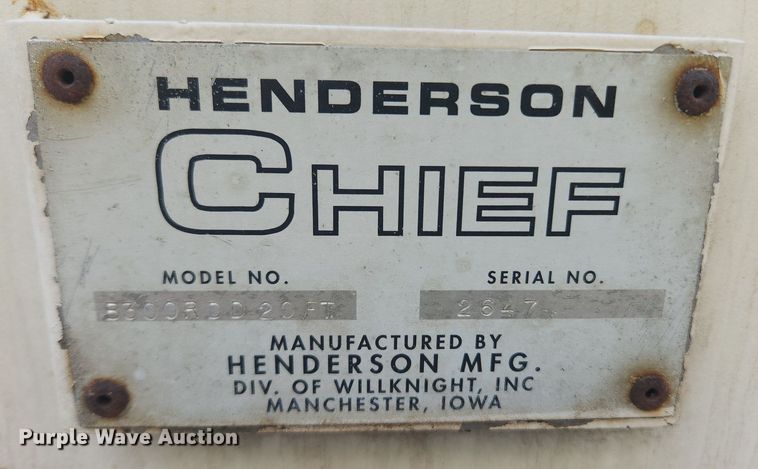 HENDERSON
CHIEF
MODEL NO. SERIAL NO.
2647
MANUFACTURED BY
HENDERSON MFG.
DIV. OF WILLKNIGHT, INC
MANCHESTER, IOWA
Purple Wave Auction